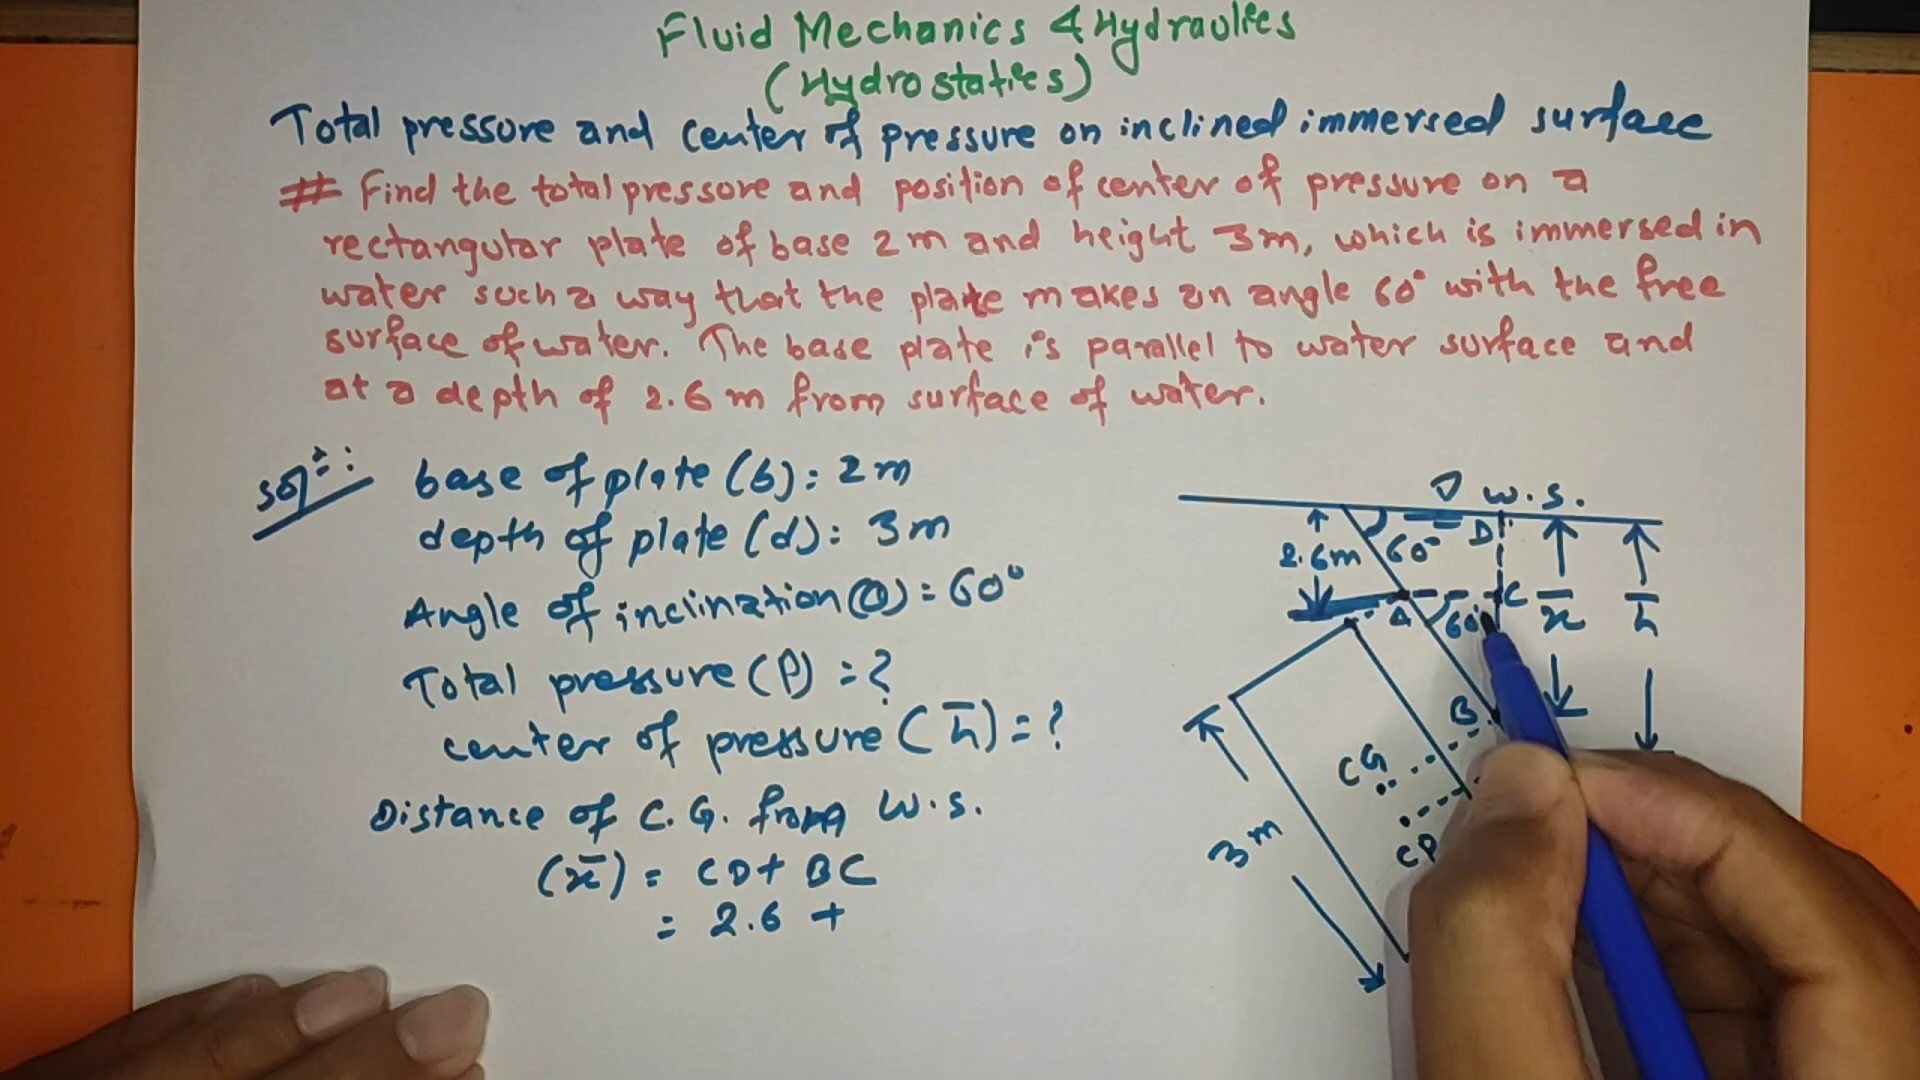 Fluid Mechanics & Hydraulics
(Hydrostatics)
Total pressure and center of pressure on inclined immersed surface
# Find the total pressure and position of center of pressure on a
rectangular plate of base 2m and height 3m, which is immersed in
water such a way that the plate makes an angle 60° with the free
surface of water. The base plate is parallel to water surface and
at a depth of 2.6 m from surface of water.
Solⁿ:
base of plate (b) = 2m
depth of plate (d) = 3m
Angle of inclination (θ) = 60°
Total pressure (P) = ?
center of pressure (h̄) = ?
Distance of C.G. from W.S.
(x̄) = CD + BC
= 2.6 +
W.S.
2.6m
60°
D
A
60°
C
x̄
h̄
B
CG
CP
3m